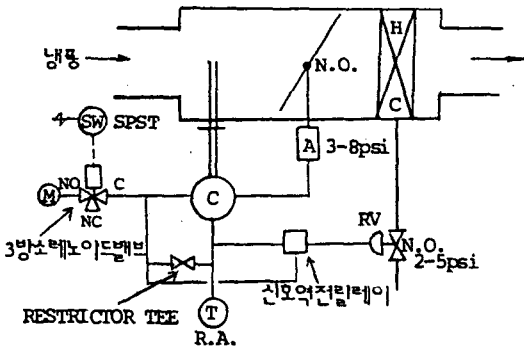 냉풍
H
N.O.
C
SW SPST
A 3-8psi
NO C
M
C
NC
RV
3방소레노이드밸브
N.O.
2-5psi
신호역전릴레이
RESTRICTOR TEE
T
R.A.